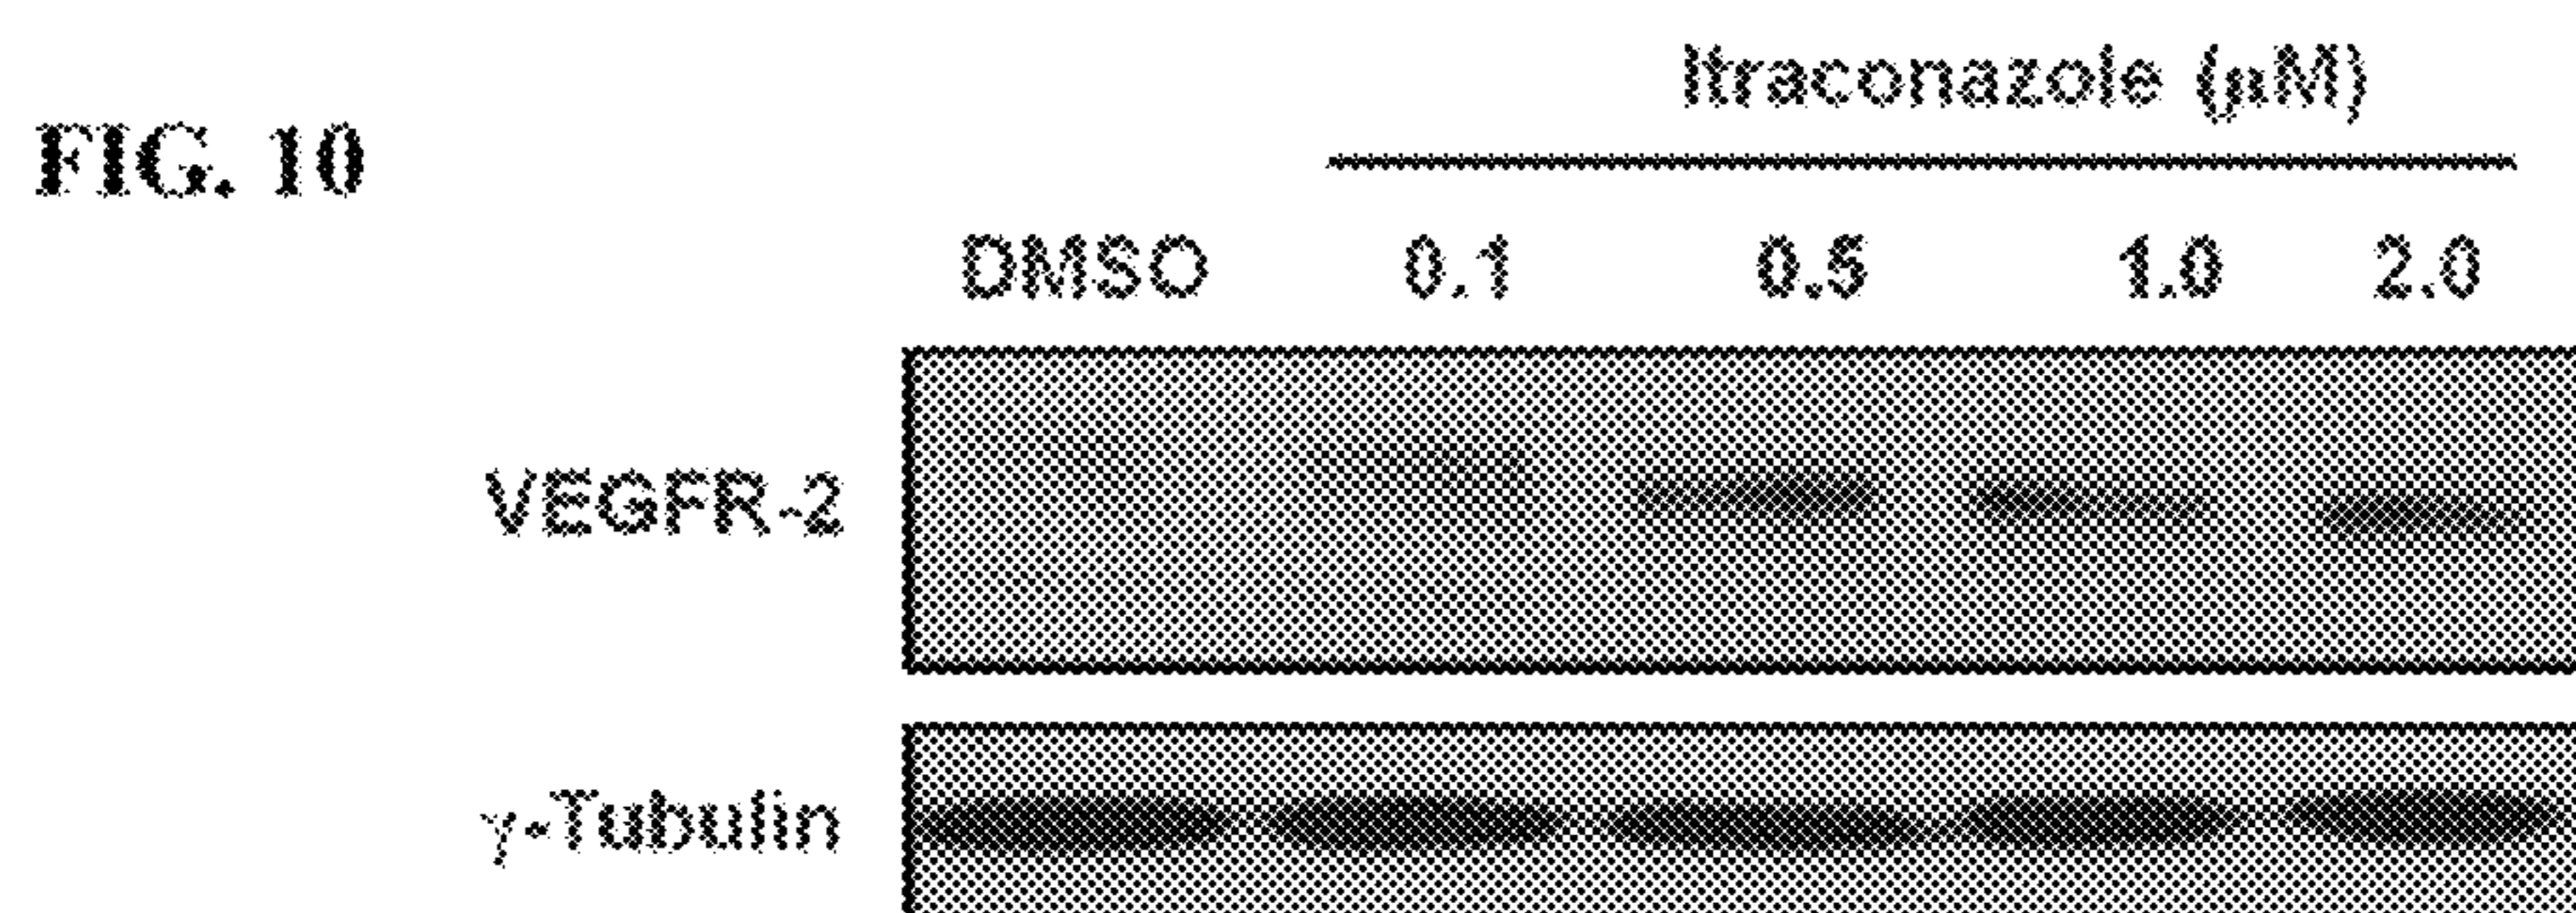 Itraconazole (μM)
FIG. 10
DMSO 0.1 0.5 1.0 2.0
VEGFR-2
γ-Tubulin